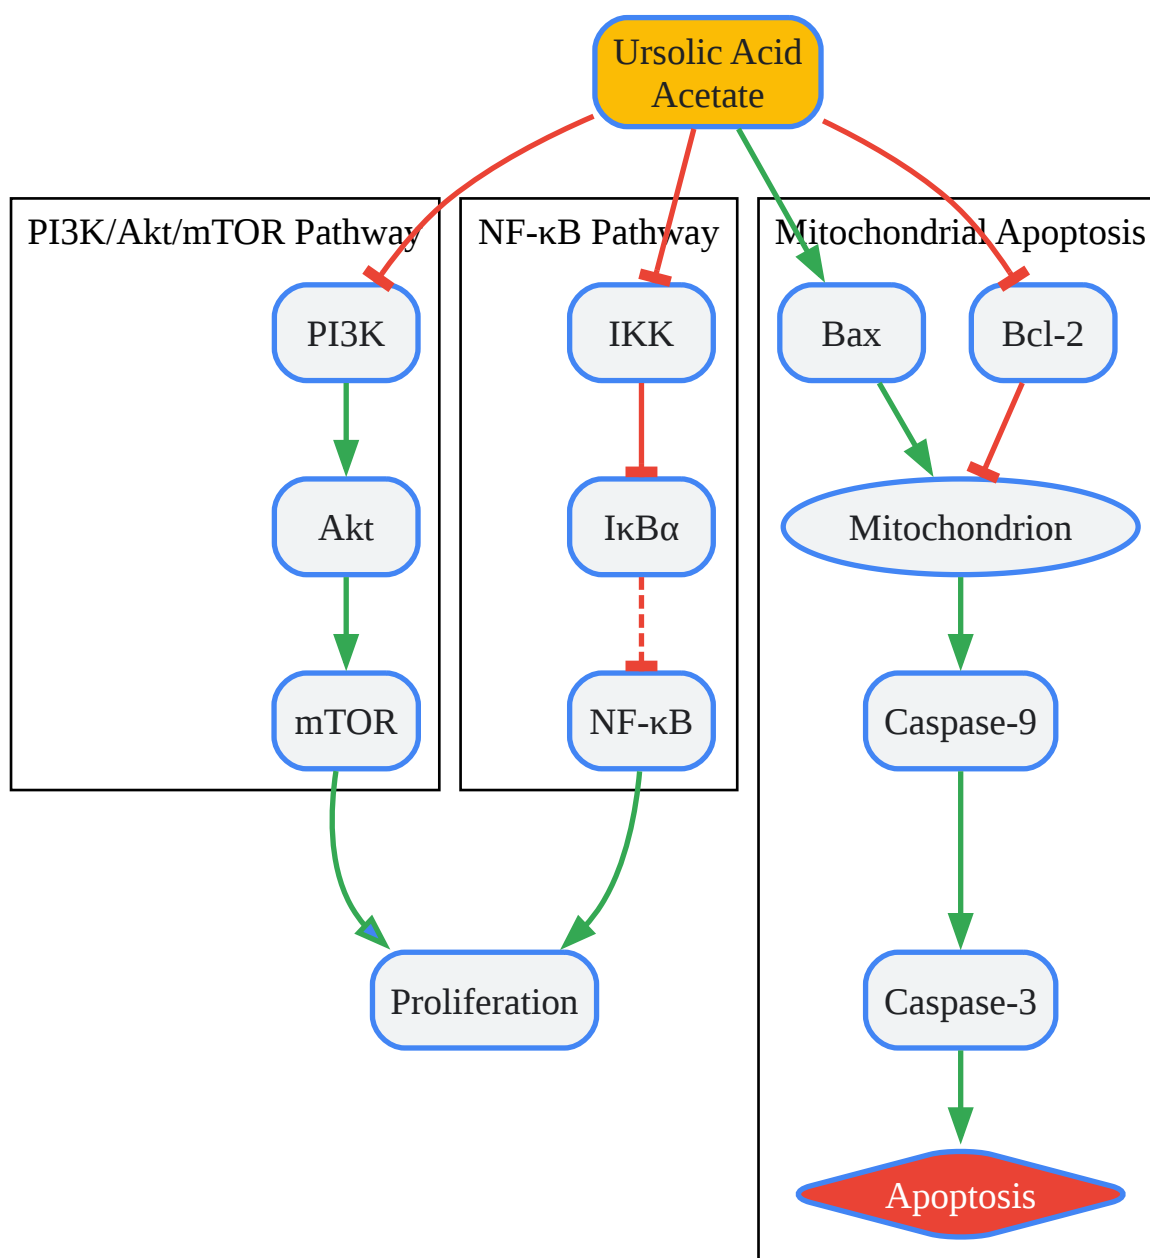 Ursolic Acid
Acetate
PI3K/Akt/mTOR Pathway
NF-κB Pathway
Mitochondrial Apoptosis
PI3K
IKK
Bax
Bcl-2
Akt
IκBα
Mitochondrion
mTOR
NF-κB
Caspase-9
Proliferation
Caspase-3
Apoptosis